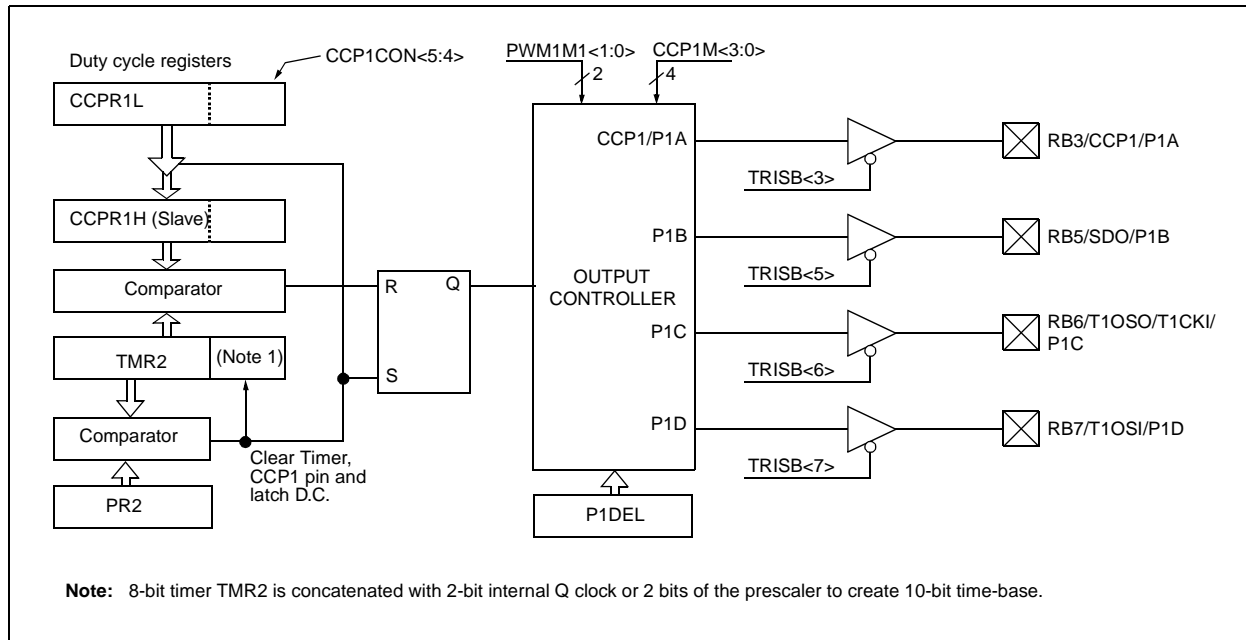 Duty cycle registers
CCP1CON<5:4>
CCPR1L
CCPR1H (Slave)
Comparator
TMR2
(Note 1)
Comparator
PR2
Clear Timer,
CCP1 pin and
latch D.C.
R
Q
S
PWM1M1<1:0>
2
CCP1M<3:0>
4
CCP1/P1A
P1B
OUTPUT
CONTROLLER
P1C
P1D
P1DEL
TRISB<3>
RB3/CCP1/P1A
TRISB<5>
RB5/SDO/P1B
TRISB<6>
RB6/T1OSO/T1CKI/
P1C
TRISB<7>
RB7/T1OSI/P1D
Note: 8-bit timer TMR2 is concatenated with 2-bit internal Q clock or 2 bits of the prescaler to create 10-bit time-base.